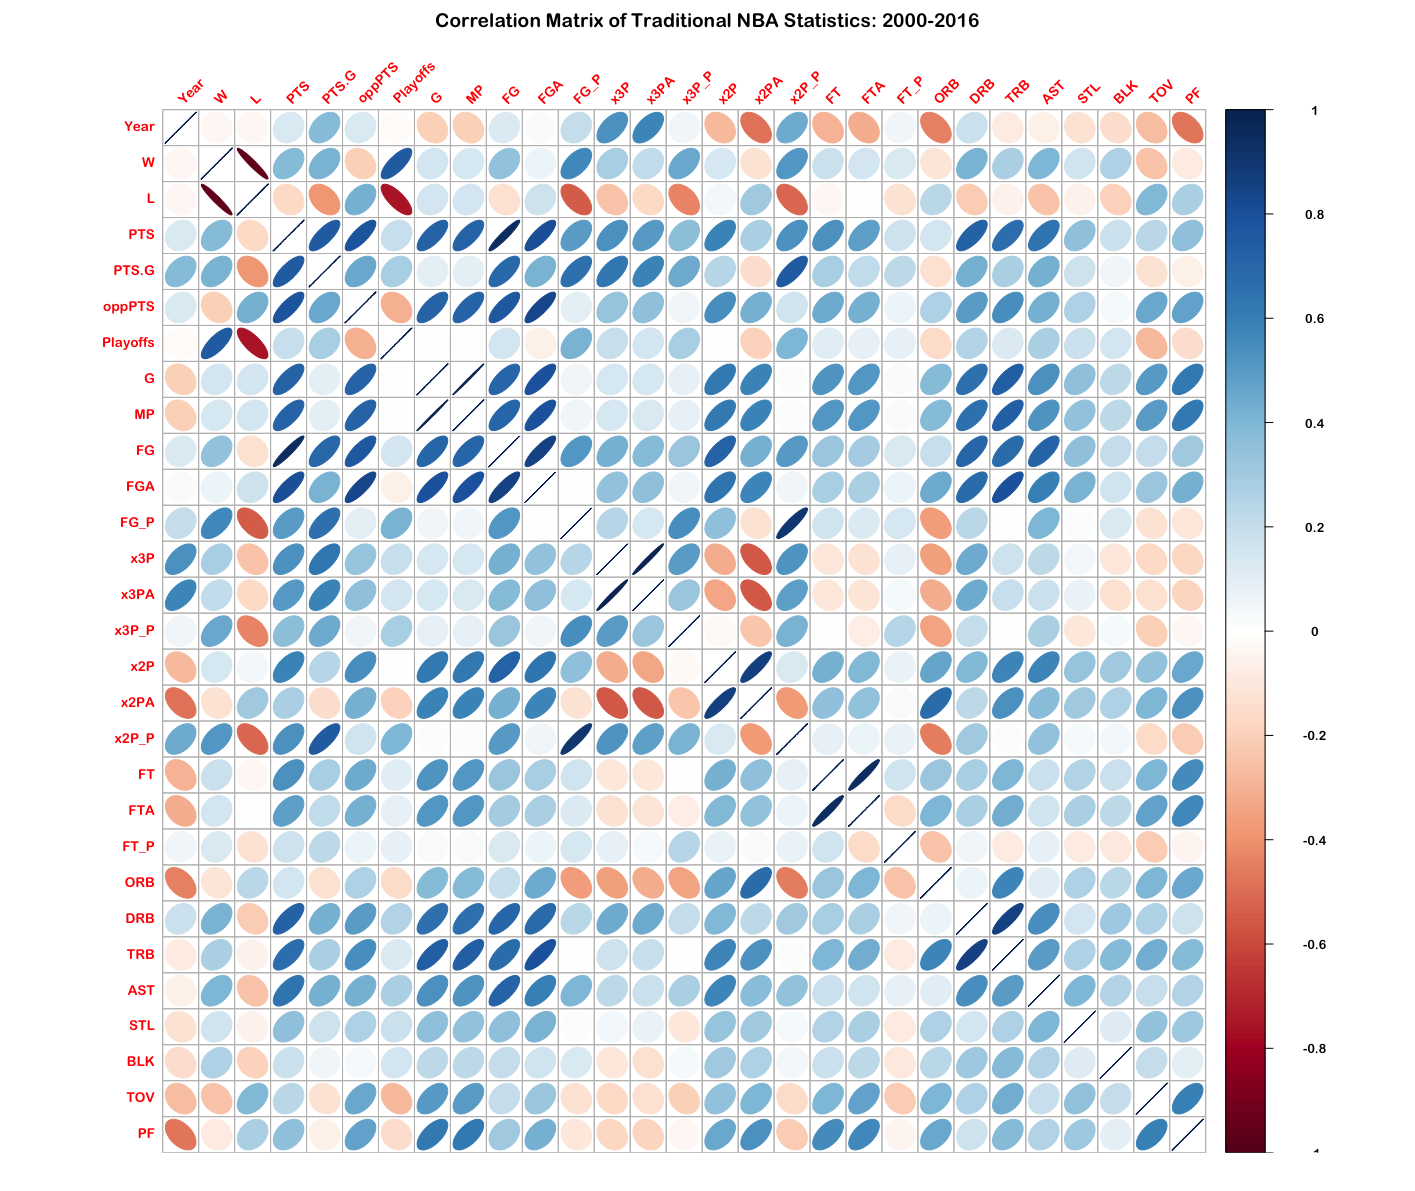 Correlation Matrix of Traditional NBA Statistics: 2000-2016
Year W L PTS PTS.G oppPTS Playoffs G MP FG FGA FG_P x3P x3PA x3P_P x2P x2PA x2P_P FT FTA FT_P ORB DRB TRB AST STL BLK TOV PF
Year
W
L
PTS
PTS.G
oppPTS
Playoffs
G
MP
FG
FGA
FG_P
x3P
x3PA
x3P_P
x2P
x2PA
x2P_P
FT
FTA
FT_P
ORB
DRB
TRB
AST
STL
BLK
TOV
PF
1
0.8
0.6
0.4
0.2
0
-0.2
-0.4
-0.6
-0.8